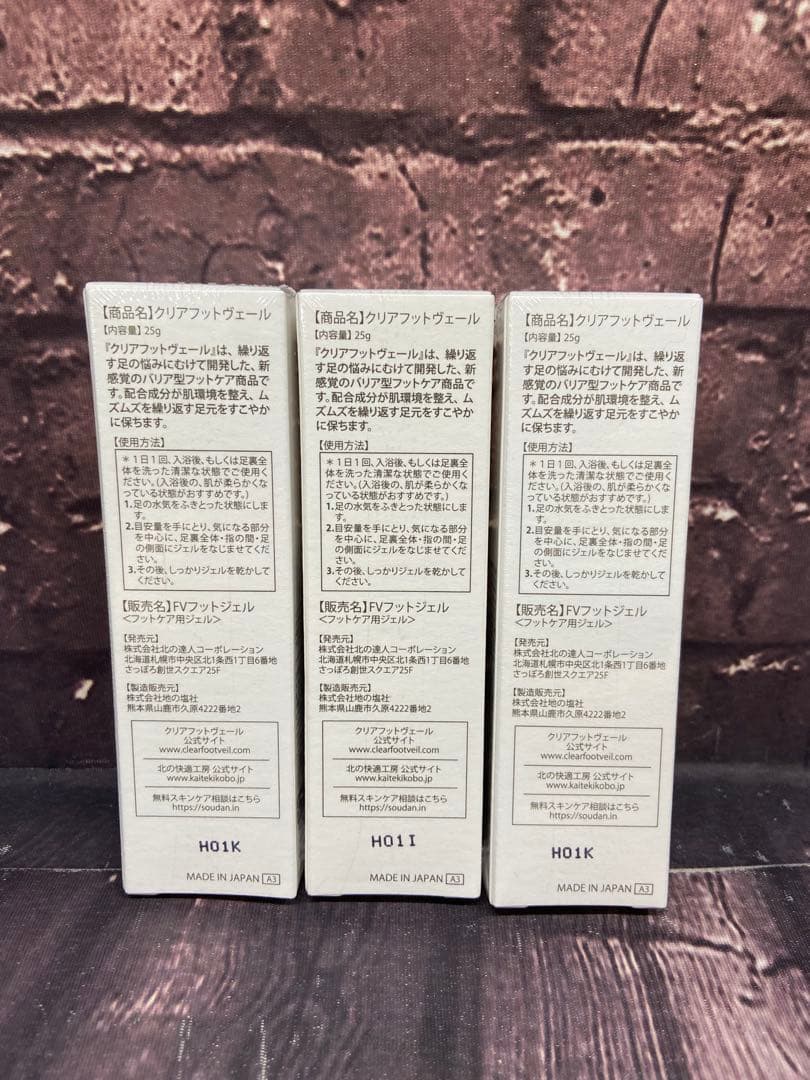 【商品名】クリアフットヴェール
【内容量】25g
『クリアフットヴェール』は、繰り返
す足の悩みにむけて開発した、新
感覚のバリア型フットケア商品で
す。配合成分が肌環境を整え、ム
ズムズを繰り返す足元をすこやか
に保ちます。
【使用方法】
＊1日1回、入浴後、もしくは足裏全
体を洗った清潔な状態でご使用く
ださい。(入浴後の、肌が柔らかくな
っている状態がおすすめです。)
1.足の水気をふきとった状態にしま
す。
2.目安量を手にとり、気になる部分
を中心に、足裏全体・指の間・足
の側面にジェルをなじませてくだ
さい。
3.その後、しっかりジェルを乾かして
ください。
【販売名】FVフットジェル
＜フットケア用ジェル＞
【発売元】
株式会社北の達人コーポレーション
北海道札幌市中央区北1条西1丁目6番地
さっぽろ創世スクエア25F
【製造販売元】
株式会社地の塩社
熊本県山鹿市久原4222番地2
クリアフットヴェール
公式サイト
www.clearfootveil.com
北の快適工房 公式サイト
www.kaitekikobo.jp
無料スキンケア相談はこちら
https://soudan.in
H01K
MADE IN JAPAN A3
【商品名】クリアフットヴェール
【内容量】25g
『クリアフットヴェール』は、繰り返
す足の悩みにむけて開発した、新
感覚のバリア型フットケア商品で
す。配合成分が肌環境を整え、ム
ズムズを繰り返す足元をすこやか
に保ちます。
【使用方法】
＊1日1回、入浴後、もしくは足裏全
体を洗った清潔な状態でご使用く
ださい。(入浴後の、肌が柔らかくな
っている状態がおすすめです。)
1.足の水気をふきとった状態にしま
す。
2.目安量を手にとり、気になる部分
を中心に、足裏全体・指の間・足
の側面にジェルをなじませてくだ
さい。
3.その後、しっかりジェルを乾かして
ください。
【販売名】FVフットジェル
＜フットケア用ジェル＞
【発売元】
株式会社北の達人コーポレーション
北海道札幌市中央区北1条西1丁目6番地
さっぽろ創世スクエア25F
【製造販売元】
株式会社地の塩社
熊本県山鹿市久原4222番地2
クリアフットヴェール
公式サイト
www.clearfootveil.com
北の快適工房 公式サイト
www.kaitekikobo.jp
無料スキンケア相談はこちら
https://soudan.in
H01I
MADE IN JAPAN A3
【商品名】クリアフットヴェール
【内容量】25g
『クリアフットヴェール』は、繰り返
す足の悩みにむけて開発した、新
感覚のバリア型フットケア商品で
す。配合成分が肌環境を整え、ム
ズムズを繰り返す足元をすこやか
に保ちます。
【使用方法】
＊1日1回、入浴後、もしくは足裏全
体を洗った清潔な状態でご使用く
ださい。(入浴後の、肌が柔らかくな
っている状態がおすすめです。)
1.足の水気をふきとった状態にしま
す。
2.目安量を手にとり、気になる部分
を中心に、足裏全体・指の間・足
の側面にジェルをなじませてくだ
さい。
3.その後、しっかりジェルを乾かして
ください。
【販売名】FVフットジェル
＜フットケア用ジェル＞
【発売元】
株式会社北の達人コーポレーション
北海道札幌市中央区北1条西1丁目6番地
さっぽろ創世スクエア25F
【製造販売元】
株式会社地の塩社
熊本県山鹿市久原4222番地2
クリアフットヴェール
公式サイト
www.clearfootveil.com
北の快適工房 公式サイト
www.kaitekikobo.jp
無料スキンケア相談はこちら
https://soudan.in
H01K
MADE IN JAPAN A3